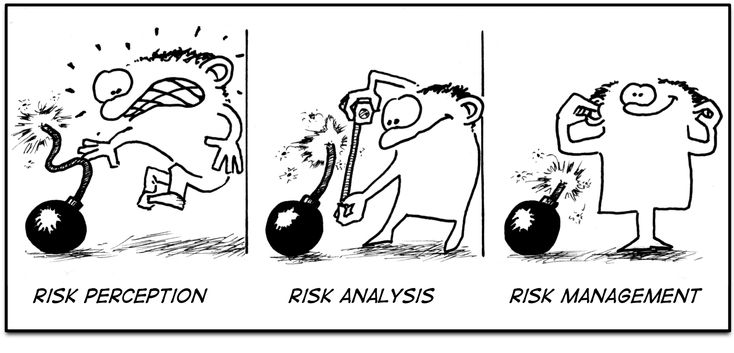 RISK PERCEPTION
RISK ANALYSIS
RISK MANAGEMENT